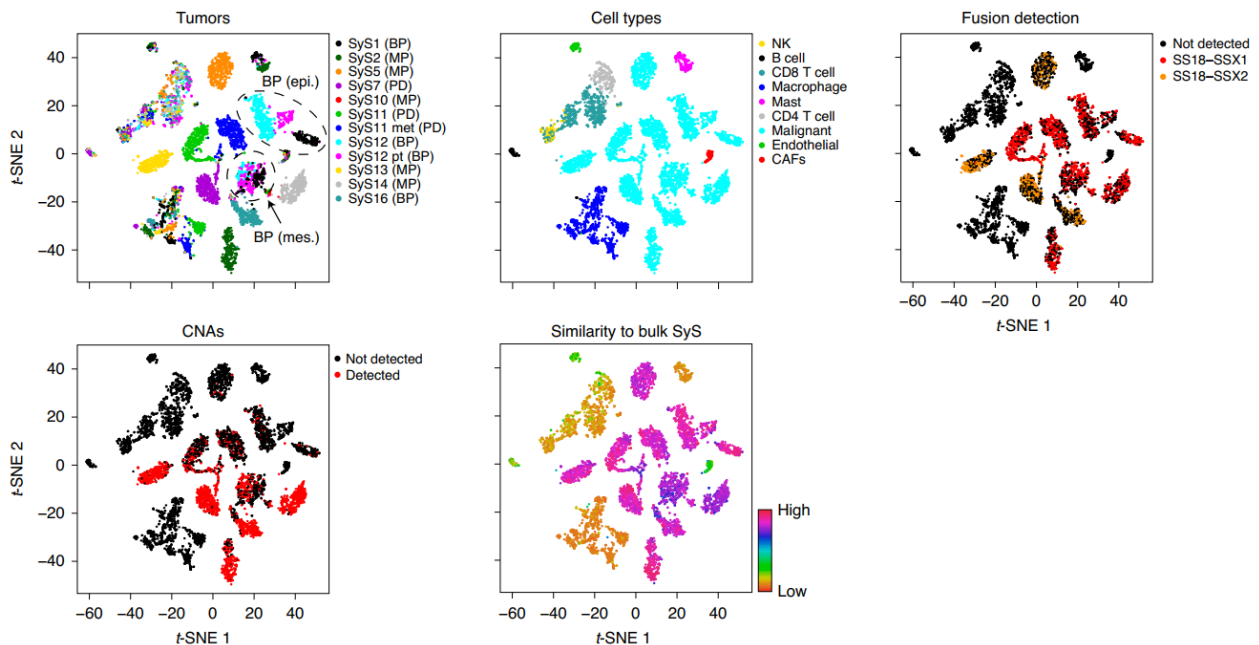 Tumors
40
20
0
−20
−40
t-SNE 2
BP (epi.)
BP (mes.)
SyS1 (BP)
SyS2 (MP)
SyS5 (MP)
SyS7 (PD)
SyS10 (MP)
SyS11 (PD)
SyS11 met (PD)
SyS12 (BP)
SyS12 pt (BP)
SyS13 (MP)
SyS14 (MP)
SyS16 (BP)
Cell types
NK
B cell
CD8 T cell
Macrophage
Mast
CD4 T cell
Malignant
Endothelial
CAFs
Fusion detection
Not detected
SS18–SSX1
SS18–SSX2
−60 −40 −20 0 20 40
t-SNE 1
CNAs
40
20
0
−20
−40
t-SNE 2
Not detected
Detected
−60 −40 −20 0 20 40
t-SNE 1
Similarity to bulk SyS
High
Low
−60 −40 −20 0 20 40
t-SNE 1